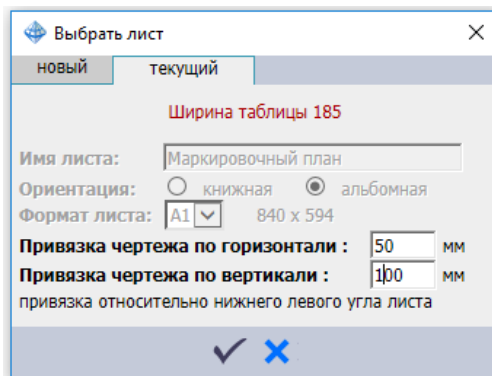 Выбрать лист
новый текущий
Ширина таблицы 185
Имя листа: Маркировочный план
Ориентация: книжная альбомная
Формат листа: A1 840 x 594
Привязка чертежа по горизонтали : 50 мм
Привязка чертежа по вертикали : 100 мм
привязка относительно нижнего левого угла листа